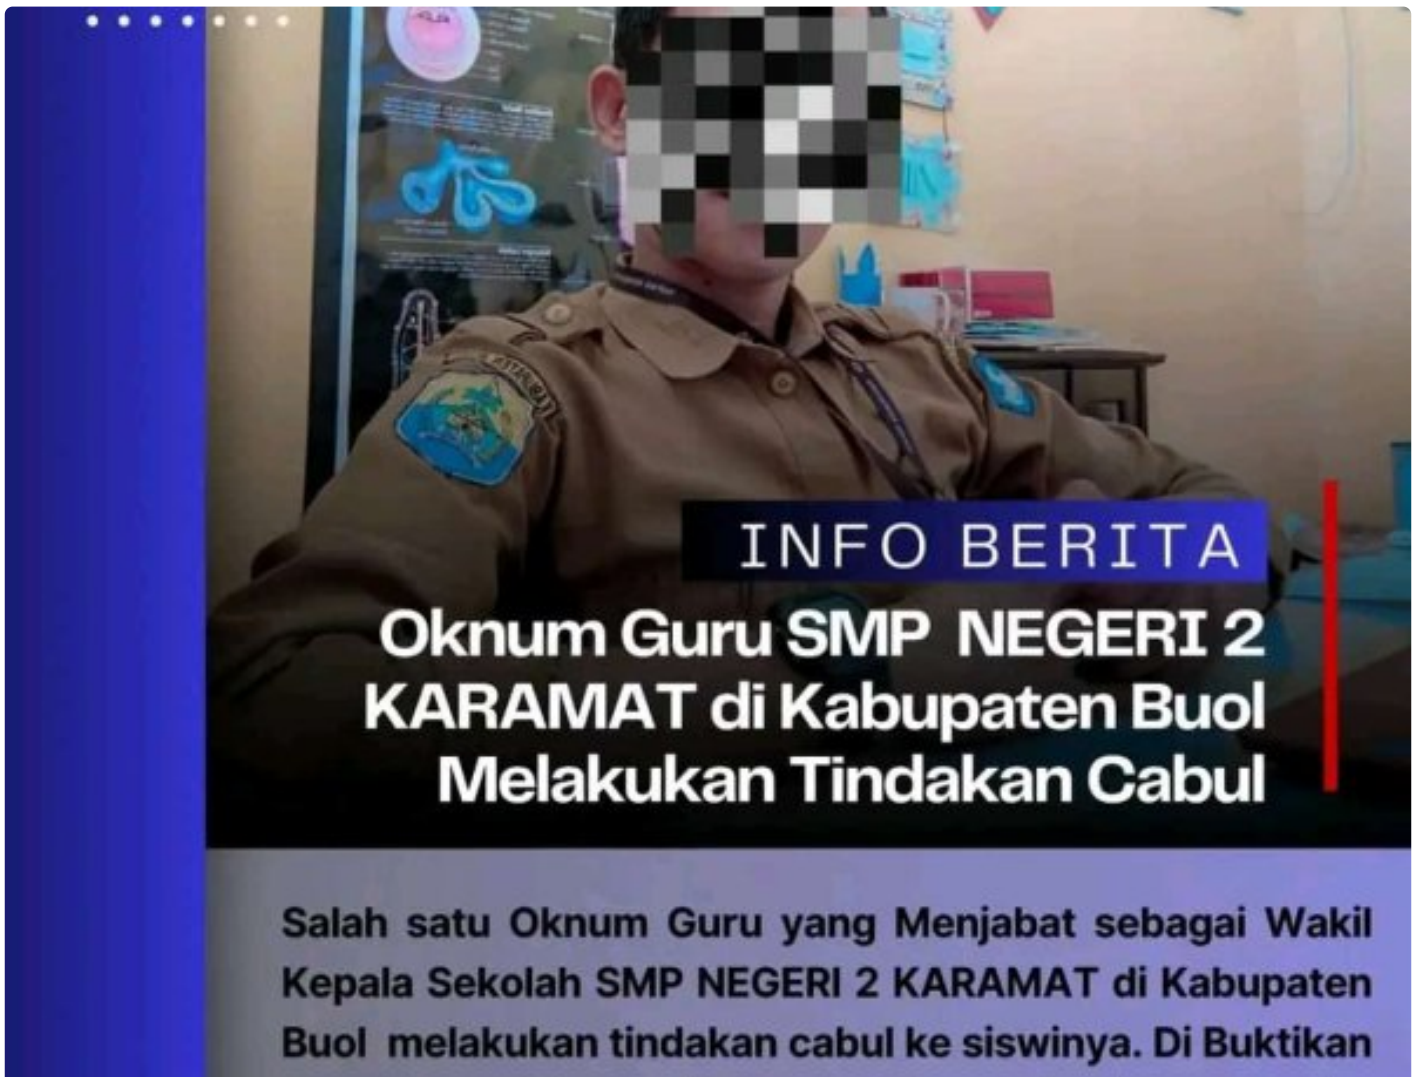 INFO BERITA
Oknum Guru SMP NEGERI 2
KARAMAT di Kabupaten Buol
Melakukan Tindakan Cabul
Salah satu Oknum Guru yang Menjabat sebagai Wakil
Kepala Sekolah SMP NEGERI 2 KARAMAT di Kabupaten
Buol melakukan tindakan cabul ke siswinya. Di Buktikan